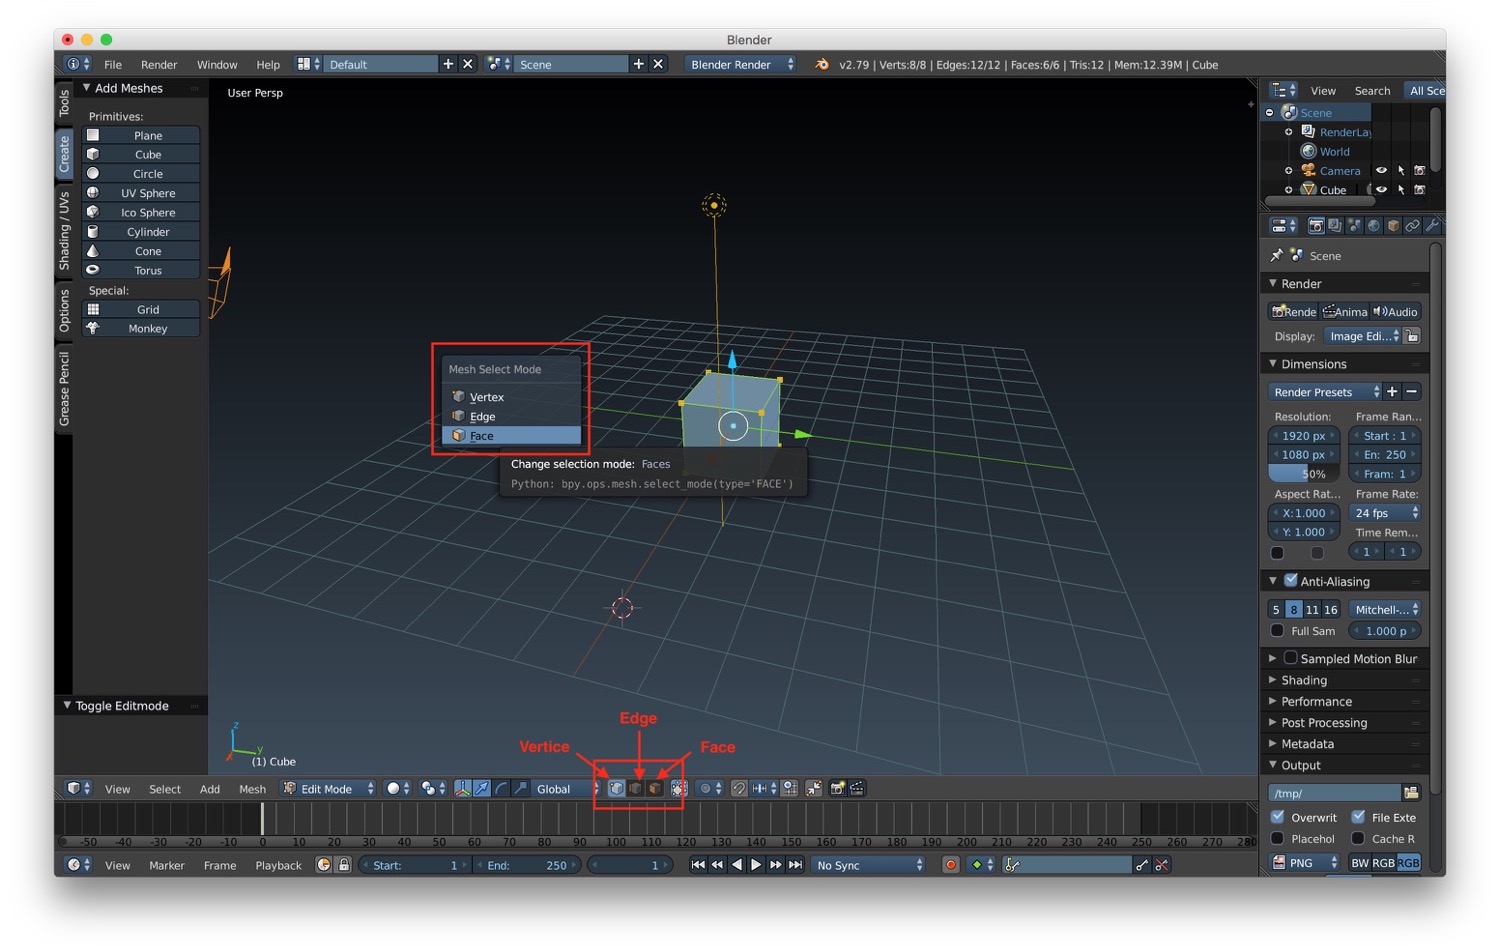 Blender
File Render Window Help Default Scene Blender Render v2.79 | Verts:8/8 | Edges:12/12 | Faces:6/6 | Tris:12 | Mem:12.39M | Cube
Tools
Create
Shading / UVs
Options
Grease Pencil
Add Meshes
Primitives:
Plane
Cube
Circle
UV Sphere
Ico Sphere
Cylinder
Cone
Torus
Special:
Grid
Monkey
Toggle Editmode
User Persp
Mesh Select Mode
Vertex
Edge
Face
Change selection mode: Faces
Python: bpy.ops.mesh.select_mode(type='FACE')
Edge
Vertice Face
z
y
x
(1) Cube
View Select Add Mesh Edit Mode Global
-50 -40 -30 -20 -10 0 10 20 30 40 50 60 70 80 90 100 110 120 130 140 150 160 170 180 190 200 210 220 230 240 250 260 270 280
View Marker Frame Playback Start: 1 End: 250 1 No Sync
View Search All Sce
Scene
RenderLay
World
Camera
Cube
Scene
Render
Rende Anima Audio
Display: Image Edi...
Dimensions
Render Presets
Resolution: Frame Ran...
1920 px Start : 1
1080 px En: 250
50% Fram: 1
Aspect Rat... Frame Rate:
X:1.000 24 fps
Y: 1.000 Time Rem...
1 1
Anti-Aliasing
5 8 11 16 Mitchell-...
Full Sam 1.000 p
Sampled Motion Blur
Shading
Performance
Post Processing
Metadata
Output
/tmp/
Overwrit File Exte
Placehol Cache R
PNG BW RGB RGB